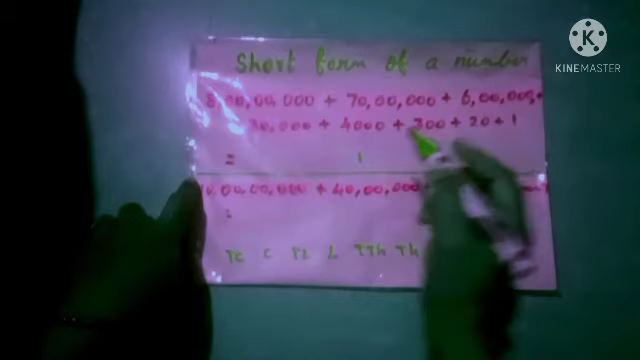 KINEMASTER
Short form of a number
8,00,00,000 + 70,00,000 + 6,00,000 +
30,000 + 4000 + 300 + 20 + 1
=
0,00,00,000 + 40,00,000
=
TC C TL L TTh Th